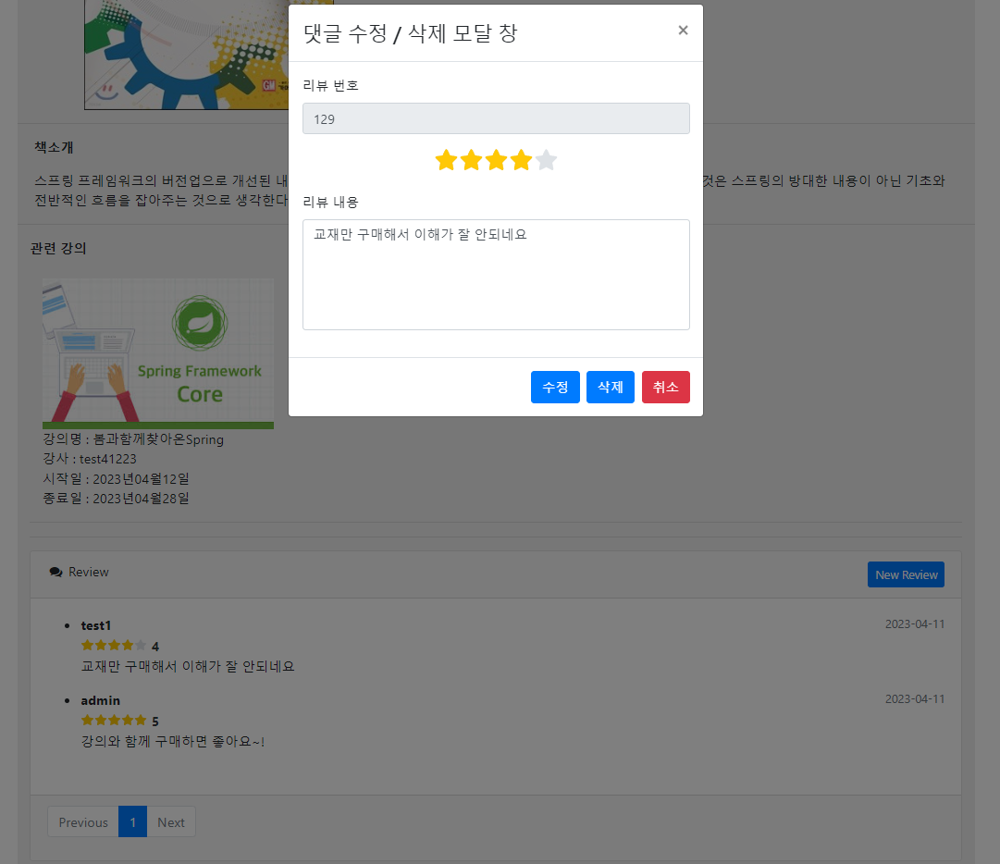 댓글 수정 / 삭제 모달 창
×
리뷰 번호
129
리뷰 내용
교재만 구매해서 이해가 잘 안되네요
수정 삭제 취소
GM
책소개
스프링 프레임워크의 버전업으로 개선된 내 것은 스프링의 방대한 내용이 아닌 기초와
전반적인 흐름을 잡아주는 것으로 생각한다
관련 강의
Spring Framework
Core
강의명 : 봄과함께찾아온Spring
강사 : test41223
시작일 : 2023년04월12일
종료일 : 2023년04월28일
Review New Review
test1 2023-04-11
4
교재만 구매해서 이해가 잘 안되네요
admin 2023-04-11
5
강의와 함께 구매하면 좋아요~!
Previous 1 Next